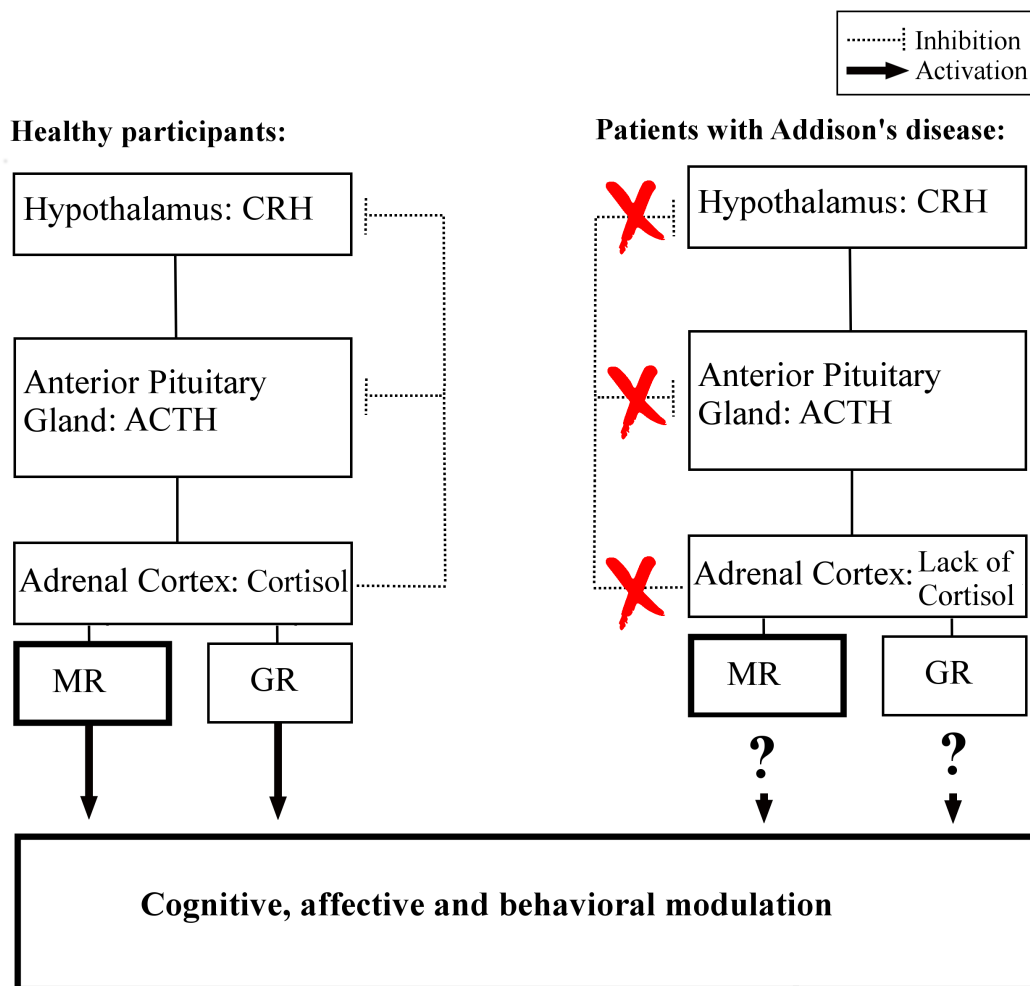 Inhibition
Activation
Healthy participants:
Hypothalamus: CRH
Anterior Pituitary
Gland: ACTH
Adrenal Cortex: Cortisol
MR
GR
Patients with Addison's disease:
Hypothalamus: CRH
Anterior Pituitary
Gland: ACTH
Adrenal Cortex: Lack of
Cortisol
MR
GR
?
?
Cognitive, affective and behavioral modulation